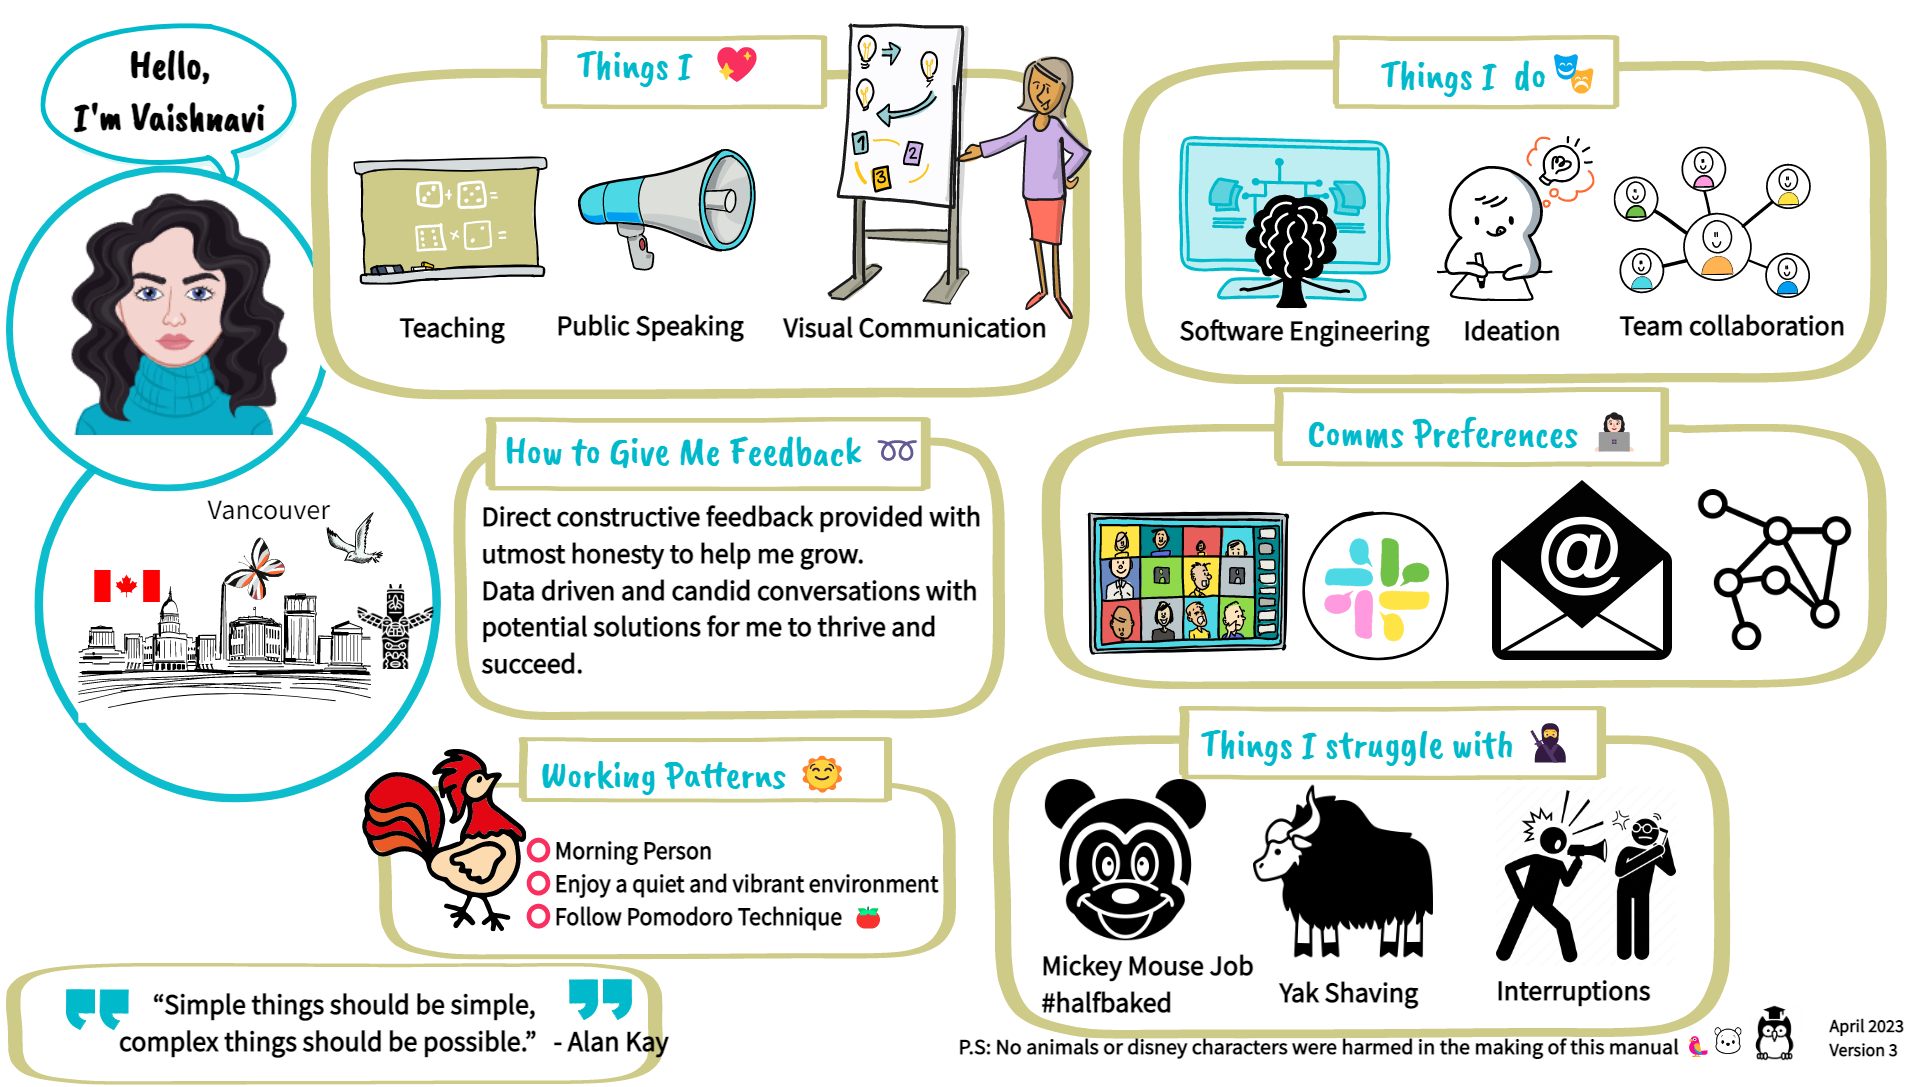 Hello,
I'm Vaishnavi
Things I
1
2
3
Teaching
Public Speaking
Visual Communication
Things I do
Software Engineering
Ideation
Team collaboration
Vancouver
How to Give Me Feedback
Direct constructive feedback provided with
utmost honesty to help me grow.
Data driven and candid conversations with
potential solutions for me to thrive and
succeed.
Comms Preferences
@
Working Patterns
Morning Person
Enjoy a quiet and vibrant environment
Follow Pomodoro Technique
Things I struggle with
Mickey Mouse Job
#halfbaked
Yak Shaving
Interruptions
“Simple things should be simple,
complex things should be possible.” - Alan Kay
P.S: No animals or disney characters were harmed in the making of this manual
April 2023
Version 3